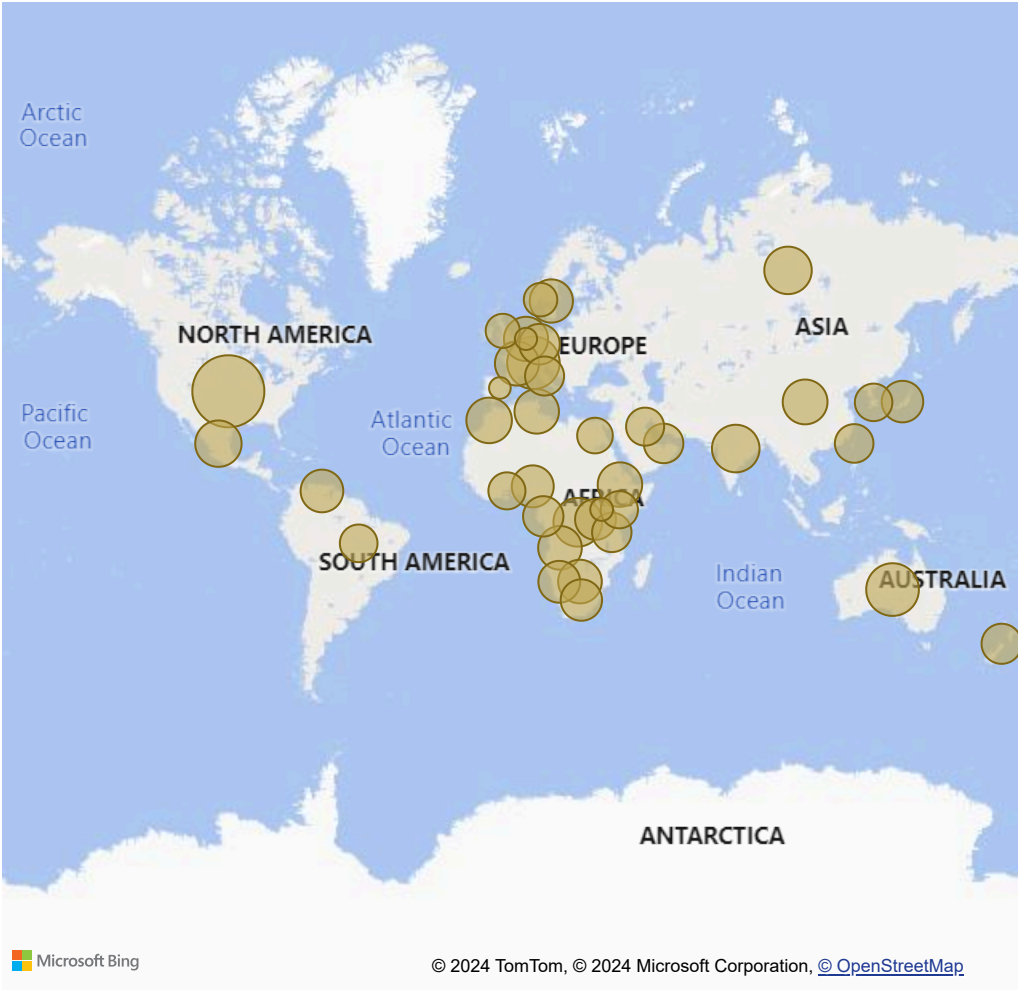 Arctic
Ocean
NORTH AMERICA
ASIA
EUROPE
Pacific
Ocean
Atlantic
Ocean
AFRICA
SOUTH AMERICA
Indian
Ocean
AUSTRALIA
ANTARCTICA
Microsoft Bing
© 2024 TomTom, © 2024 Microsoft Corporation, © OpenStreetMap